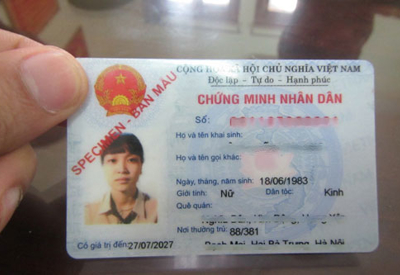 CỘNG HÒA XÃ HỘI CHỦ NGHĨA VIỆT NAM
Độc lập - Tự do - Hạnh phúc
CHỨNG MINH NHÂN DÂN
SPECIMEN - BẢN MẪU
Số:
Họ và tên khai sinh:
Họ và tên gọi khác:
Ngày, tháng, năm sinh: 18/06/1983
Giới tính: Nữ Dân tộc: Kinh
Quê quán:
Nơi thường trú: 88/381
Có giá trị đến: 27/07/2027
Bạch Mai, Hai Bà Trưng, Hà Nội